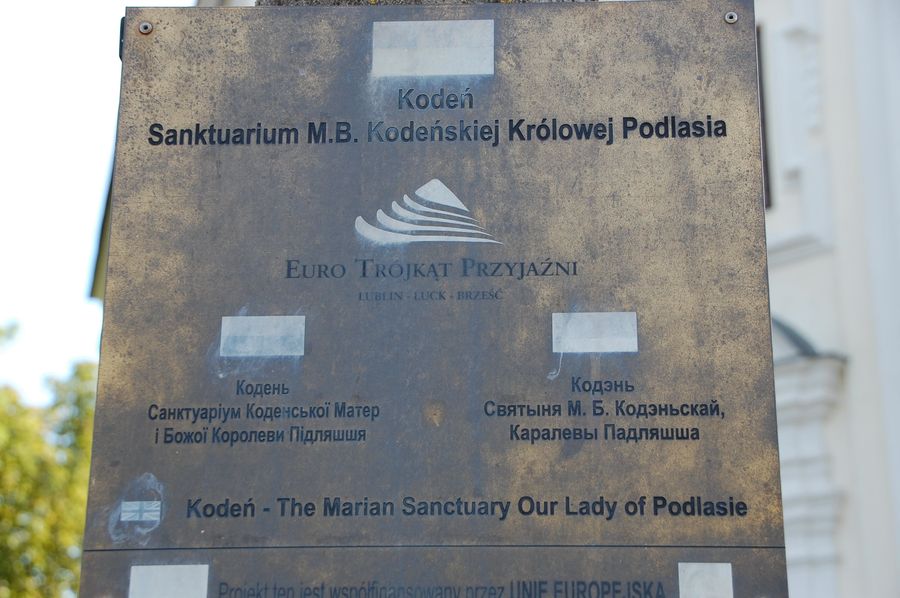 Kodeń
Sanktuarium M.B. Kodeńskiej Królowej Podlasia
EURO TRÓJKĄT PRZYJAŹNI
LUBLIN - ŁUCK - BRZEŚĆ
Кодень
Санктуаріум Коденської Матер
і Божої Королеви Підляшшя
Кодэнь
Святыня М. Б. Кодэньскай,
Каралевы Падляшша
Kodeń - The Marian Sanctuary Our Lady of Podlasie
Projekt ten jest współfinansowany przez UNIĘ EUROPEJSKĄ